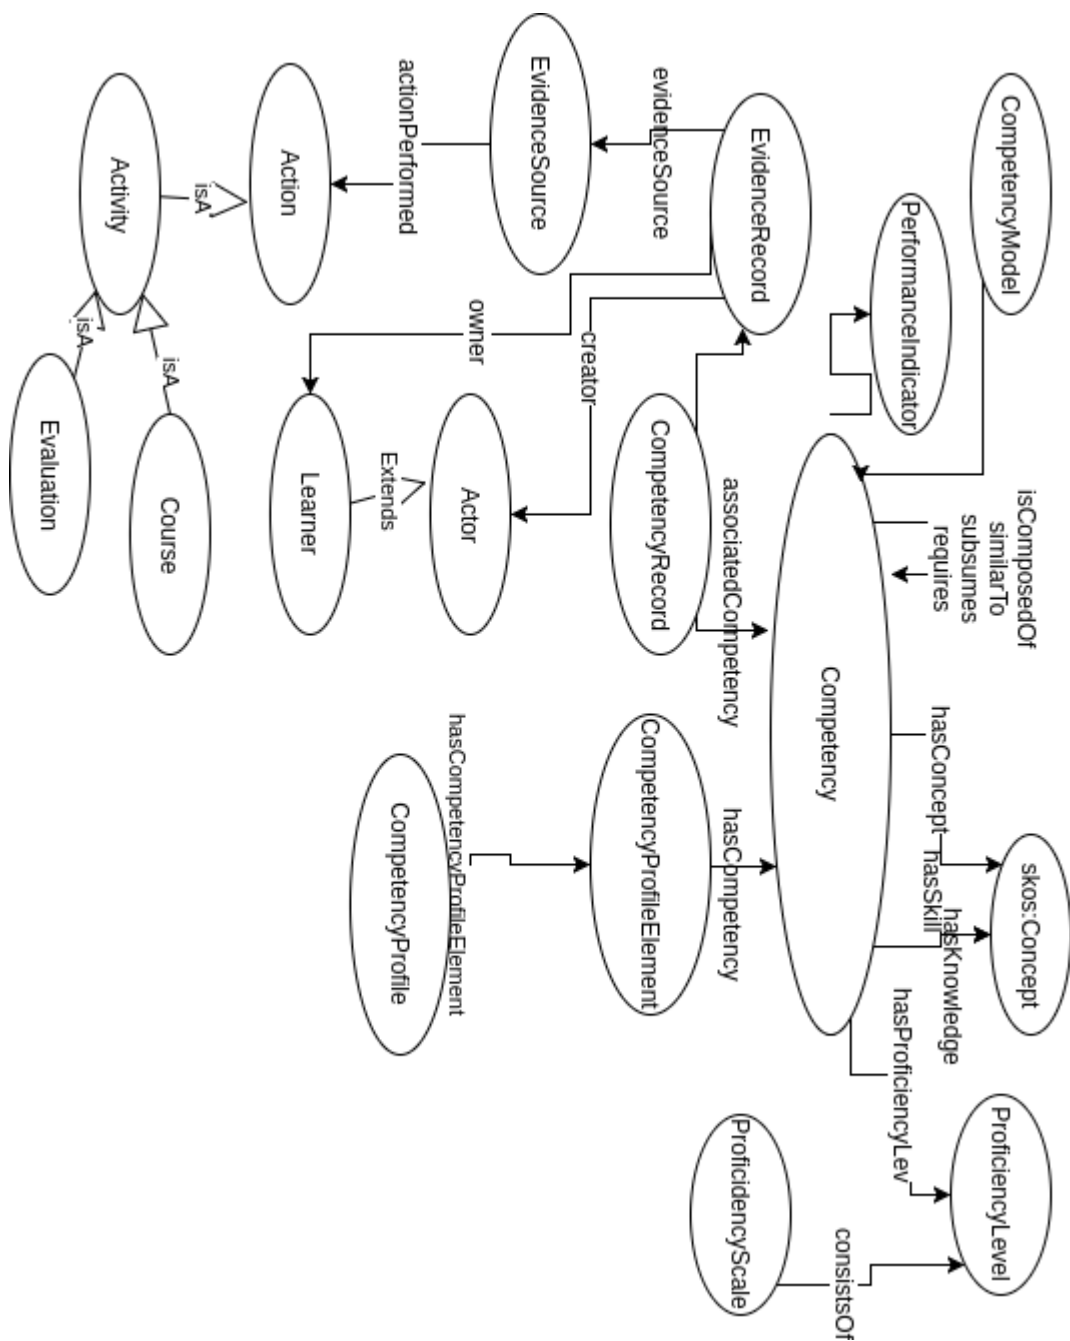 CompetencyModel
isComposedOf
similarTo
subsumes
requires
skos:Concept
ProficiencyLevel
PerformanceIndicator
hasConcept
hasSkill
hasKnowledge
hasProficiencyLev
Competency
consistsOf
EvidenceRecord
associatedCompetency
hasCompetency
ProficidencyScale
evidenceSource
CompetencyRecord
CompetencyProfileElement
creator
EvidenceSource
owner
Actor
hasCompetencyProfileElement
actionPerformed
Extends
CompetencyProfile
Action
Learner
isA
isA
Course
Activity
isA
Evaluation